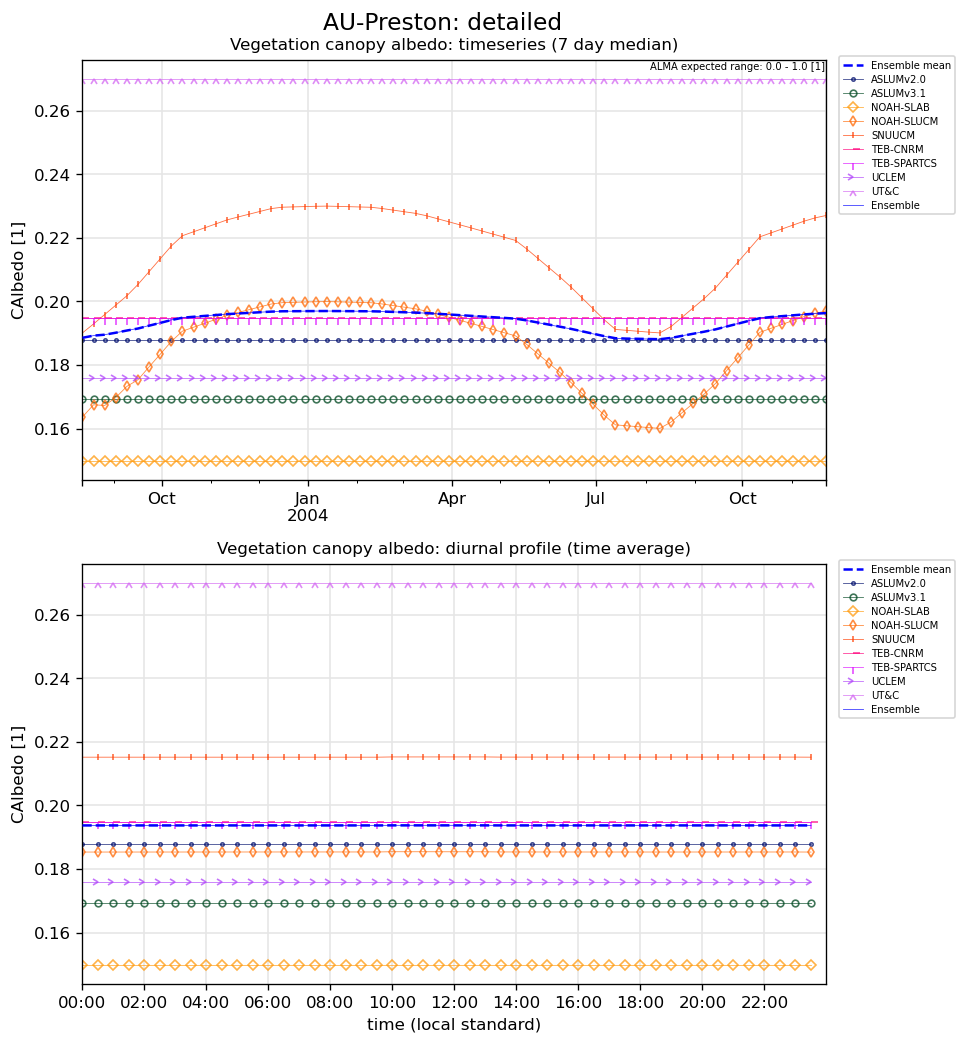 AU-Preston: detailed
Vegetation canopy albedo: timeseries (7 day median)
ALMA expected range: 0.0 - 1.0 [1]
CAlbedo [1]
0.26
0.24
0.22
0.20
0.18
0.16
Oct
Jan
2004
Apr
Jul
Oct
Ensemble mean
ASLUMv2.0
ASLUMv3.1
NOAH-SLAB
NOAH-SLUCM
SNUUCM
TEB-CNRM
TEB-SPARTCS
UCLEM
UT&C
Ensemble
Vegetation canopy albedo: diurnal profile (time average)
CAlbedo [1]
0.26
0.24
0.22
0.20
0.18
0.16
00:00
02:00
04:00
06:00
08:00
10:00
12:00
14:00
16:00
18:00
20:00
22:00
time (local standard)
Ensemble mean
ASLUMv2.0
ASLUMv3.1
NOAH-SLAB
NOAH-SLUCM
SNUUCM
TEB-CNRM
TEB-SPARTCS
UCLEM
UT&C
Ensemble